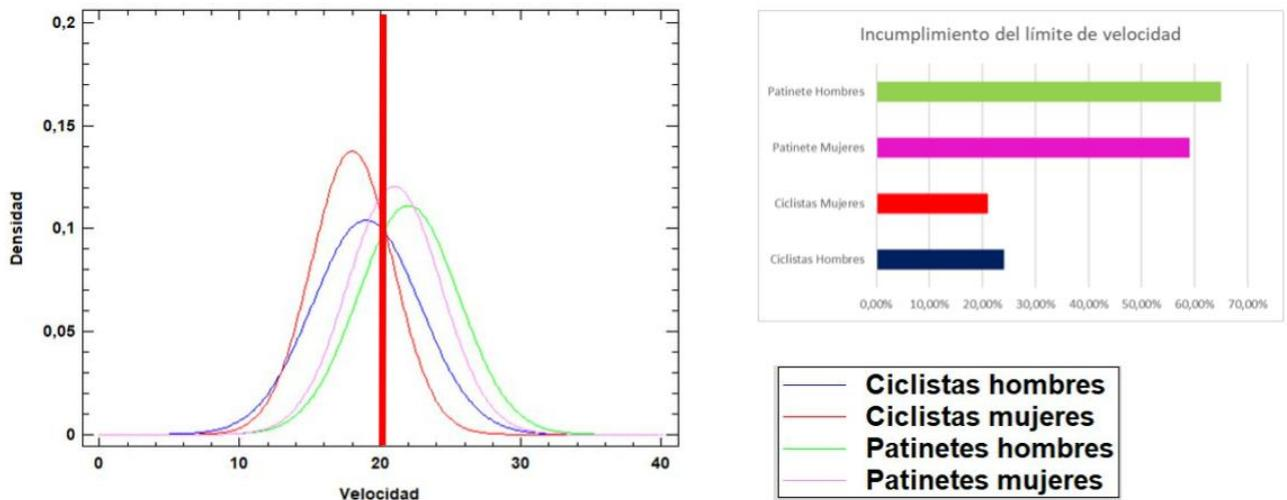 0,2
0,15
0,1
0,05
0
Densidad
0 10 20 30 40
Velocidad
Incumplimiento del límite de velocidad
Patinete Hombres
Patinete Mujeres
Ciclistas Mujeres
Ciclistas Hombres
0,00% 10,00% 20,00% 30,00% 40,00% 50,00% 60,00% 70,00%
Ciclistas hombres
Ciclistas mujeres
Patinetes hombres
Patinetes mujeres